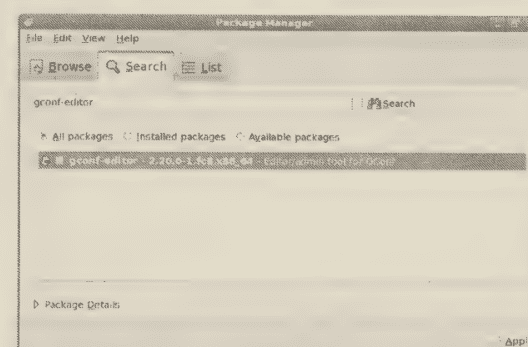 Package Manager
File Edit View Help
Browse Search List
gconf-editor Search
All packages Installed packages Available packages
gconf-editor - 2.20.0-1.fc8.x86_64 - Editor/admin tool for GConf
Package Details
Appl